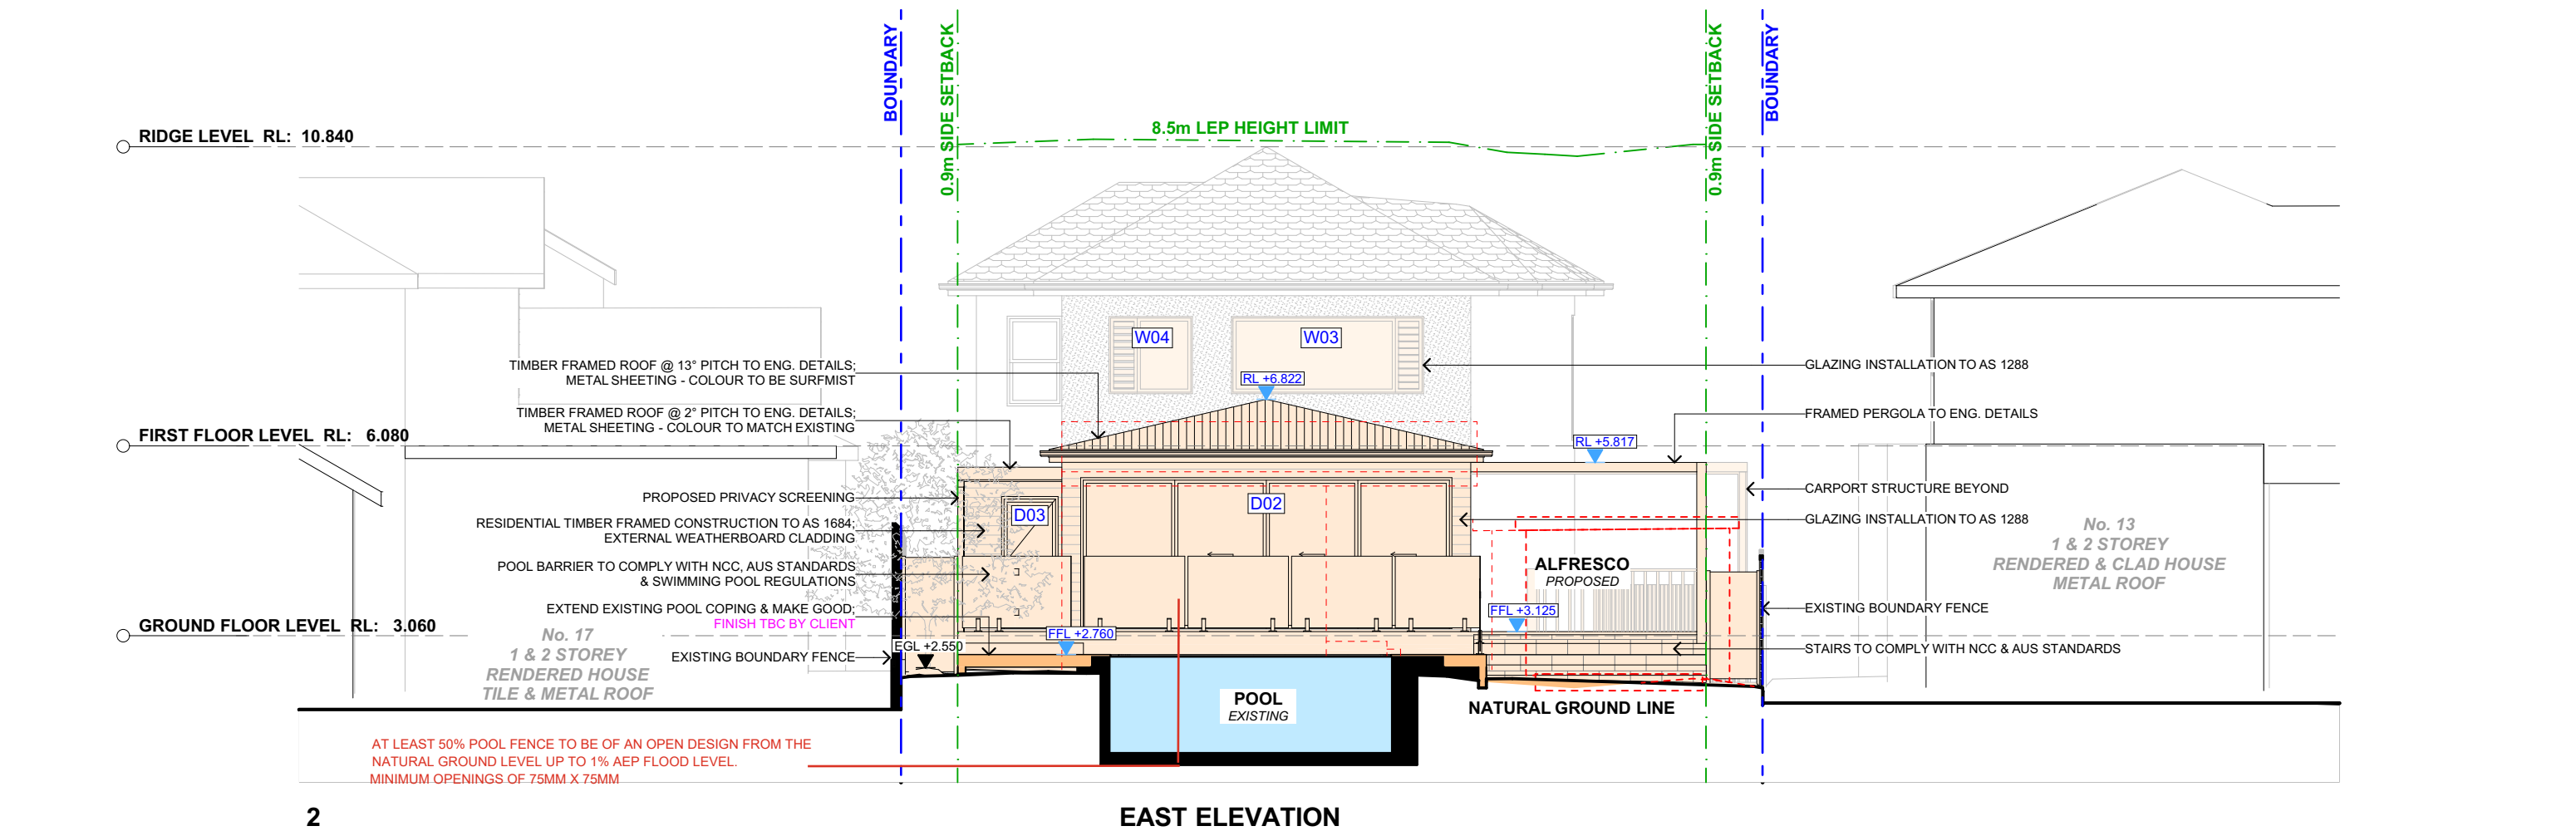 BOUNDARY
0.9m SIDE SETBACK
8.5m LEP HEIGHT LIMIT
0.9m SIDE SETBACK
BOUNDARY
RIDGE LEVEL RL: 10.840
W04
W03
TIMBER FRAMED ROOF @ 13° PITCH TO ENG. DETAILS;
METAL SHEETING - COLOUR TO BE SURFMIST
GLAZING INSTALLATION TO AS 1288
RL +6.822
TIMBER FRAMED ROOF @ 2° PITCH TO ENG. DETAILS;
METAL SHEETING - COLOUR TO MATCH EXISTING
FRAMED PERGOLA TO ENG. DETAILS
FIRST FLOOR LEVEL RL: 6.080
RL +5.817
PROPOSED PRIVACY SCREENING
CARPORT STRUCTURE BEYOND
D03
D02
RESIDENTIAL TIMBER FRAMED CONSTRUCTION TO AS 1684;
EXTERNAL WEATHERBOARD CLADDING
GLAZING INSTALLATION TO AS 1288
No. 13
1 & 2 STOREY
RENDERED & CLAD HOUSE
METAL ROOF
POOL BARRIER TO COMPLY WITH NCC, AUS STANDARDS
& SWIMMING POOL REGULATIONS
ALFRESCO
PROPOSED
EXTEND EXISTING POOL COPING & MAKE GOOD;
FINISH TBC BY CLIENT
FFL +3.125
EXISTING BOUNDARY FENCE
GROUND FLOOR LEVEL RL: 3.060
No. 17
1 & 2 STOREY
RENDERED HOUSE
TILE & METAL ROOF
FFL +2.760
EGL +2.550
EXISTING BOUNDARY FENCE
STAIRS TO COMPLY WITH NCC & AUS STANDARDS
POOL
EXISTING
NATURAL GROUND LINE
AT LEAST 50% POOL FENCE TO BE OF AN OPEN DESIGN FROM THE
NATURAL GROUND LEVEL UP TO 1% AEP FLOOD LEVEL.
MINIMUM OPENINGS OF 75MM X 75MM
2
EAST ELEVATION